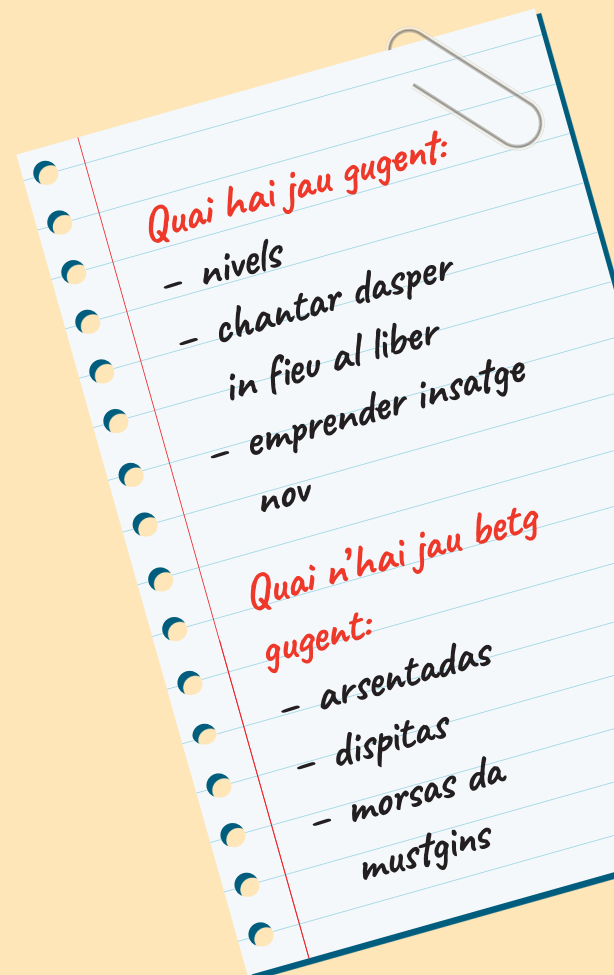 Quai hai jau gugent:
– nivels
– chantar dasper
in fieu al liber
– emprender insatge
nov
Quai n'hai jau betg
gugent:
– arsentadas
– dispitas
– morsas da
mustgins